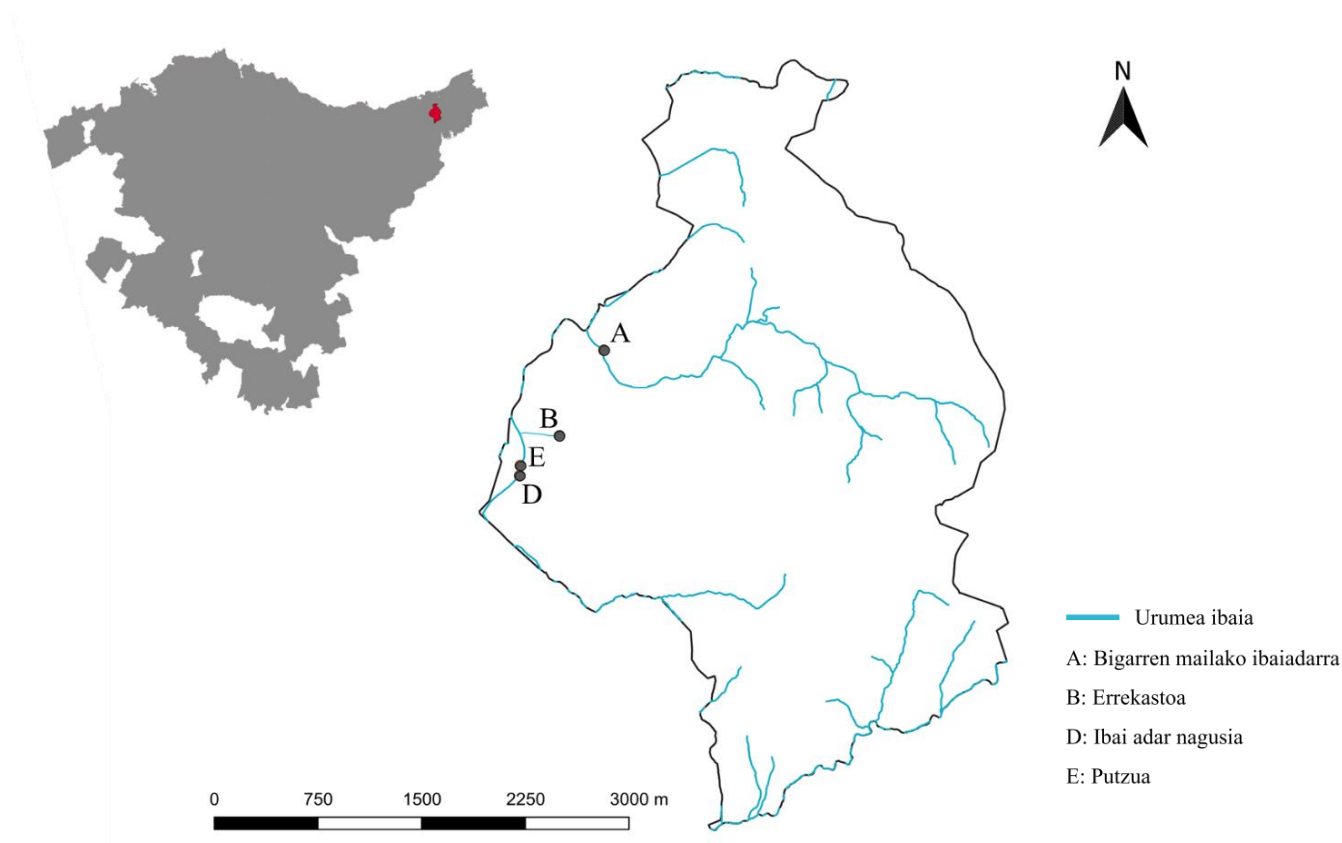 N
A
B
E
D
Urumea ibaia
A: Bigarren mailako ibaiadarra
B: Errekastoa
D: Ibai adar nagusia
E: Putzua
0 750 1500 2250 3000 m